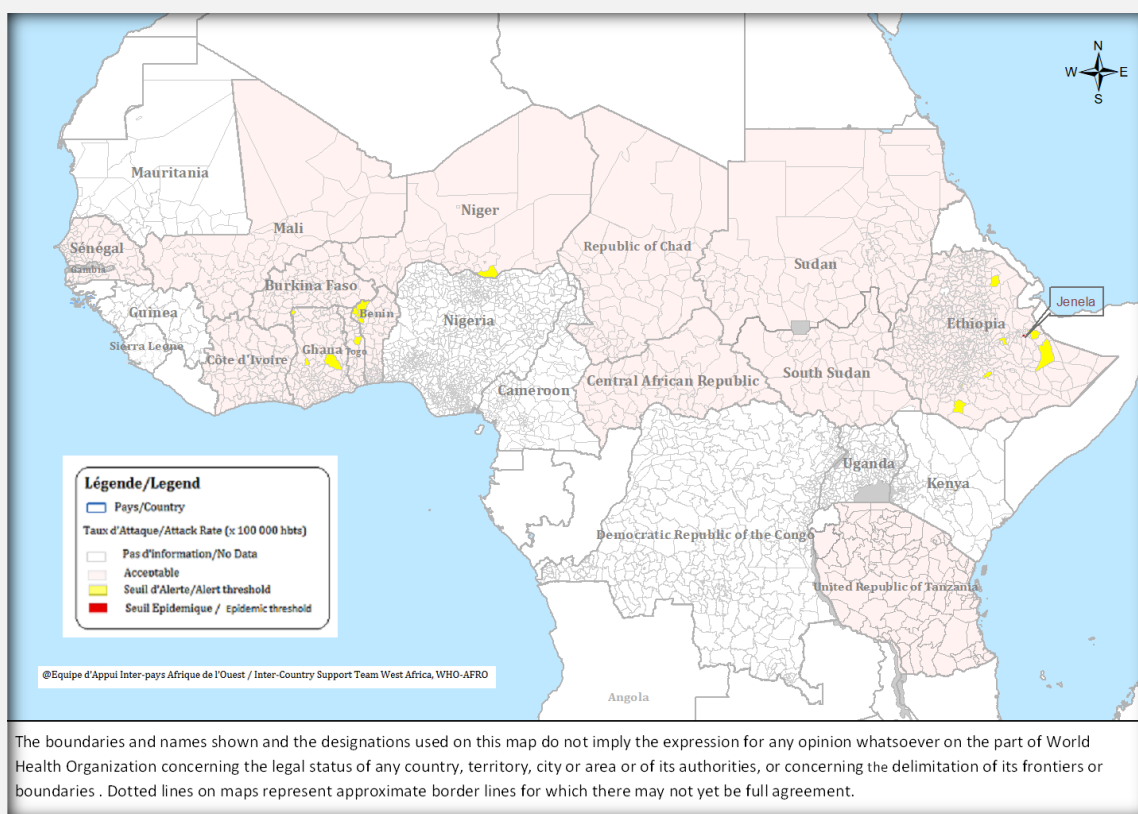 N
W E
S
Mauritania
Mali
Niger
Sénégal
Gambia
Republic of Chad
Sudan
Burkina Faso
Guinea
Benin
Nigeria
Jenela
Ethiopia
Sierra Leone
Côte d'Ivoire
Ghana
Togo
Cameroon
Central African Republic
South Sudan
Uganda
Kenya
Democratic Republic of the Congo
United Republic of Tanzania
Angola
Légende/Legend
Pays/Country
Taux d'Attaque/Attack Rate (x 100 000 hbts)
Pas d'information/No Data
Acceptable
Seuil d'Alerte/Alert threshold
Seuil Epidemique / Epidemic threshold
@Equipe d'Appui Inter-pays Afrique de l'Ouest / Inter-Country Support Team West Africa, WHO-AFRO
The boundaries and names shown and the designations used on this map do not imply the expression for any opinion whatsoever on the part of World
Health Organization concerning the legal status of any country, territory, city or area or of its authorities, or concerning the delimitation of its frontiers or
boundaries . Dotted lines on maps represent approximate border lines for which there may not yet be full agreement.